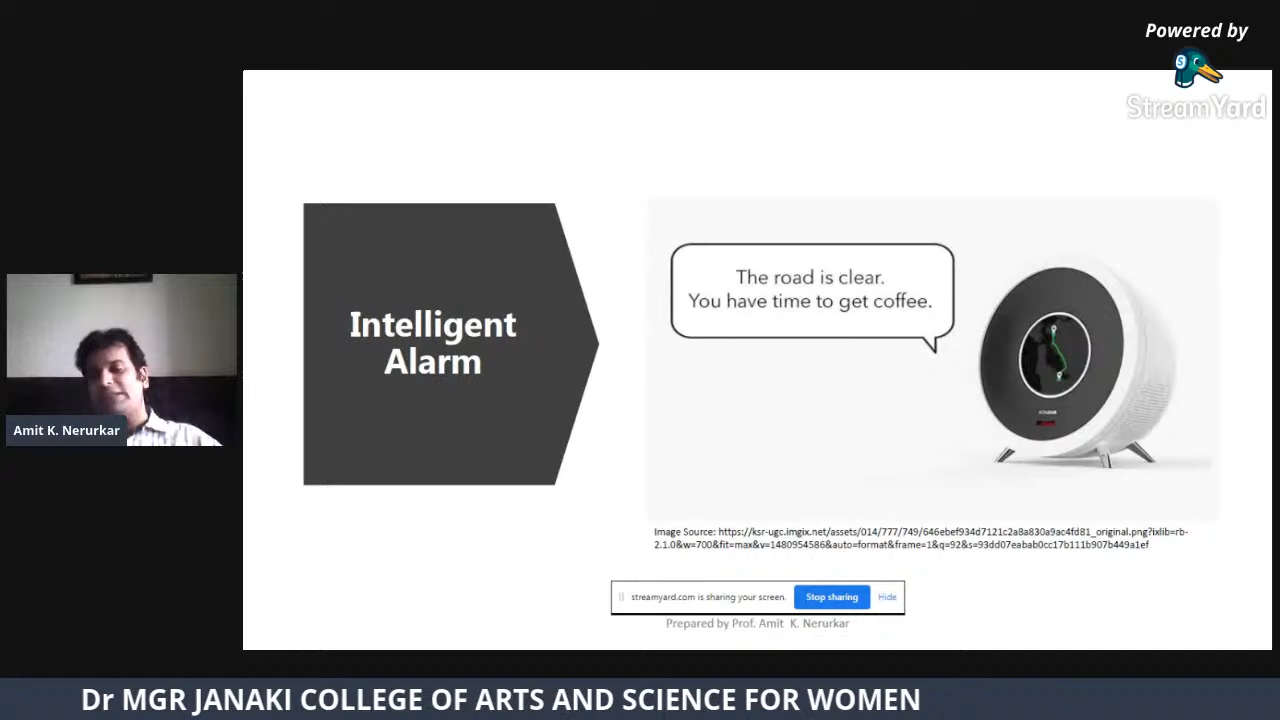 Powered by
StreamYard
Intelligent
Alarm
The road is clear.
You have time to get coffee.
Amit K. Nerurkar
Image Source: https://ksr-ugc.imgix.net/assets/014/777/749/646ebef934d7121c2a8a830a9ac4fd81_original.png?ixlib=rb-
2.1.0&w=700&fit=max&v=1480954586&auto=format&frame=1&q=92&s=93dd07eabab0cc17b111b907b449a1ef
streamyard.com is sharing your screen.
Stop sharing
Hide
Prepared by Prof. Amit K. Nerurkar
Dr MGR JANAKI COLLEGE OF ARTS AND SCIENCE FOR WOMEN